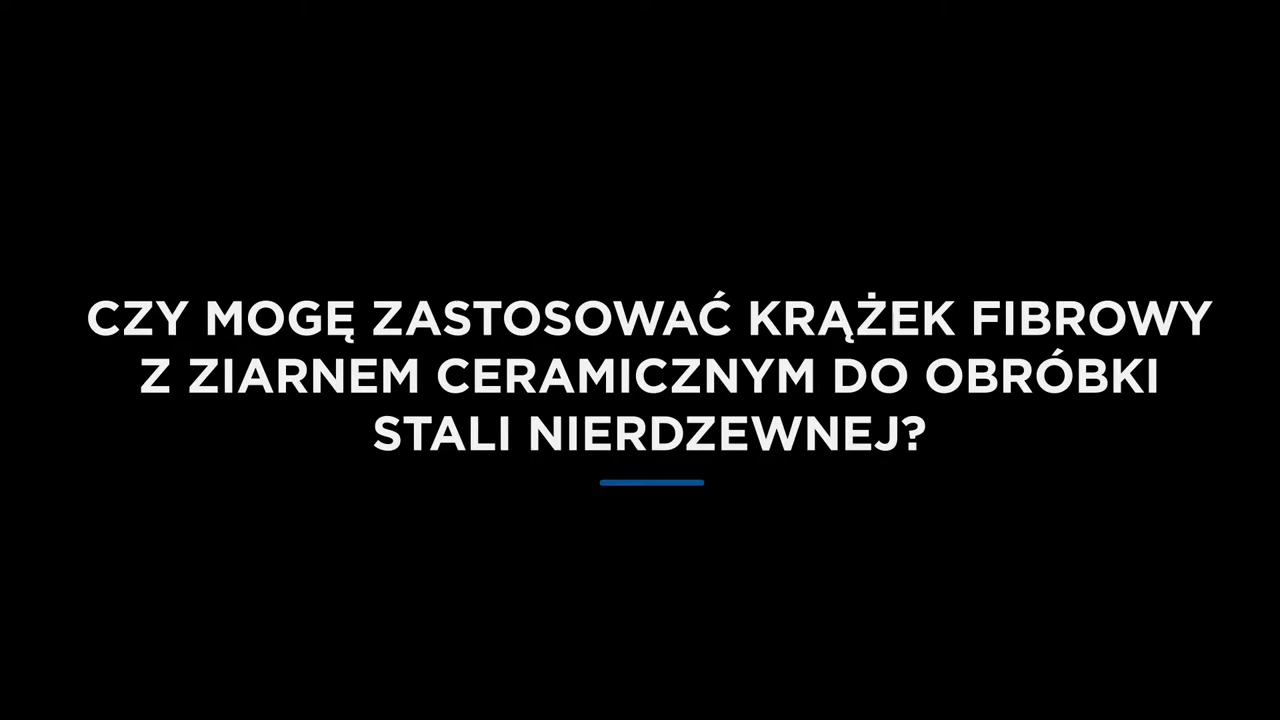 CZY MOGĘ ZASTOSOWAĆ KRĄŻEK FIBROWY
Z ZIARNEM CERAMICZNYM DO OBRÓBKI
STALI NIERDZEWNEJ?